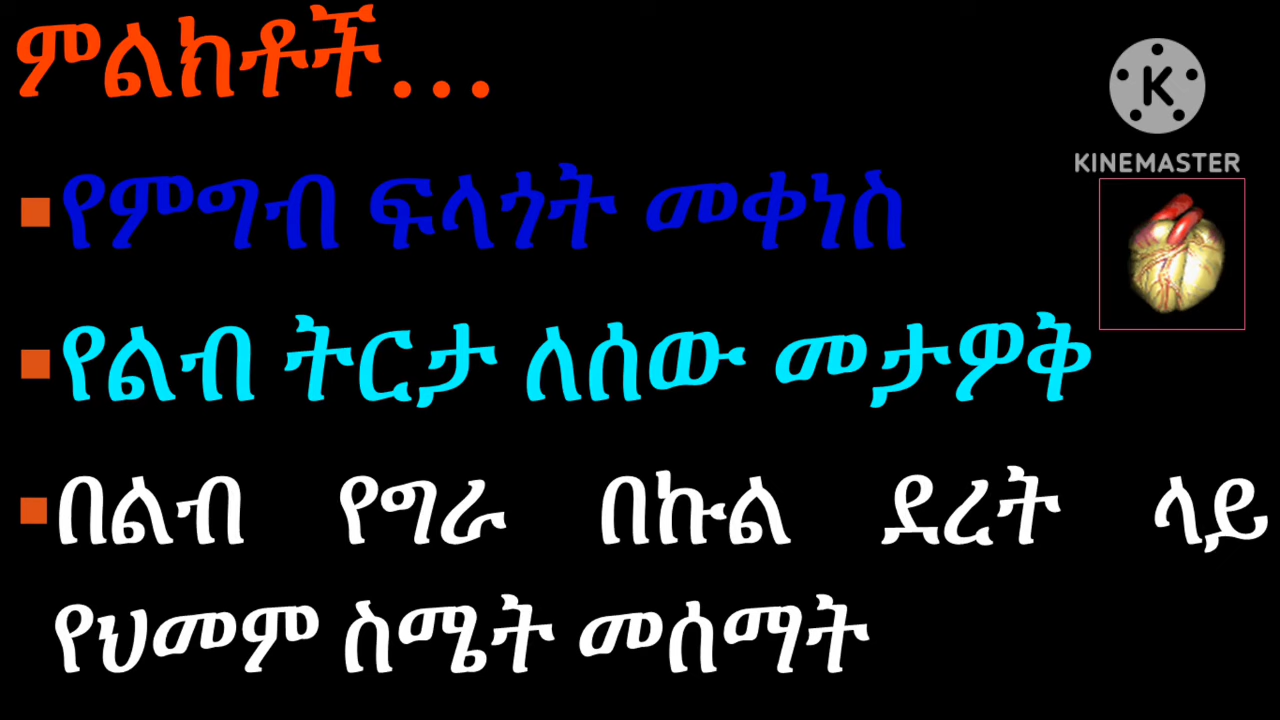 ምልክቶች...
የምግብ ፍላጎት መቀነስ
የልብ ትርታ ለሰው መታዎቅ
በልብ የግራ በኩል ደረት ላይ
የህመም ስሜት መሰማት
K
KINEMASTER